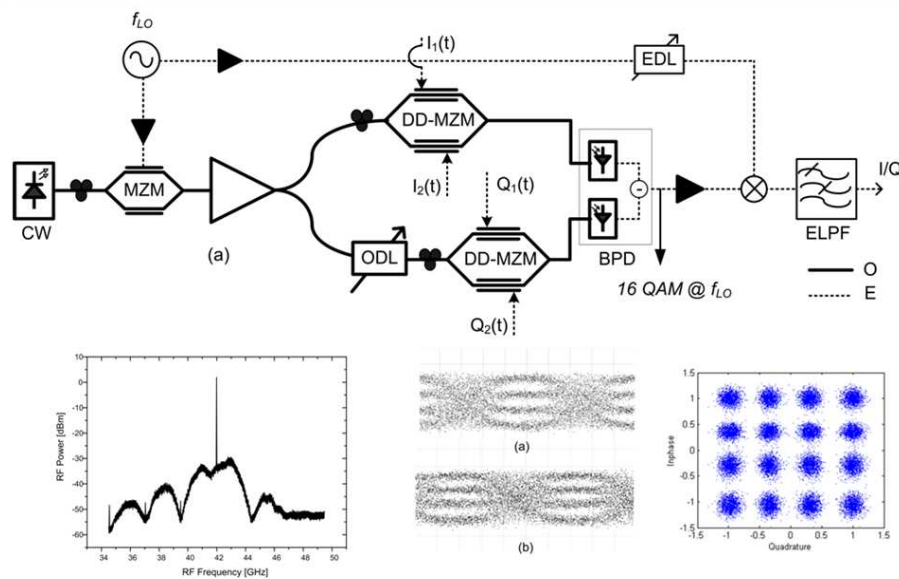 f_LO
I₁(t)
EDL
DD-MZM
I₂(t)
Q₁(t)
MZM
CW
(a)
ODL
DD-MZM
Q₂(t)
BPD
-
16 QAM @ f_LO
ELPF
I/Q
O
E
10
0
-10
-20
-30
-40
-50
-60
RF Power [dBm]
34 36 38 40 42 44 46 48 50
RF Frequency [GHz]
(a)
(b)
1.5
1
0.5
0
-0.5
-1
-1.5
Inphase
-1.5 -1 -0.5 0 0.5 1 1.5
Quadrature